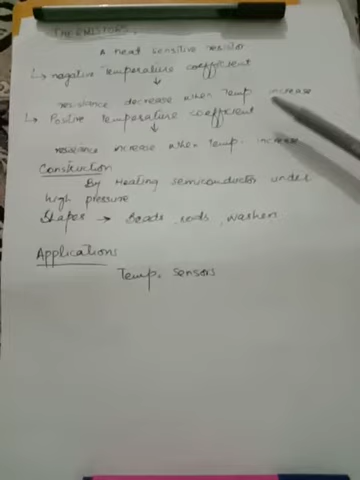 THERMISTORS
A heat sensitive resistor
↳ negative Temperature coefficient
↓
resistance decrease when Temp increase
↳ Positive temperature coefficient
↓
resistance increase when temp. increase
Construction
By Heating semiconductor under
high pressure
Shapes → Beads, rods, washers
Applications
Temp. Sensors